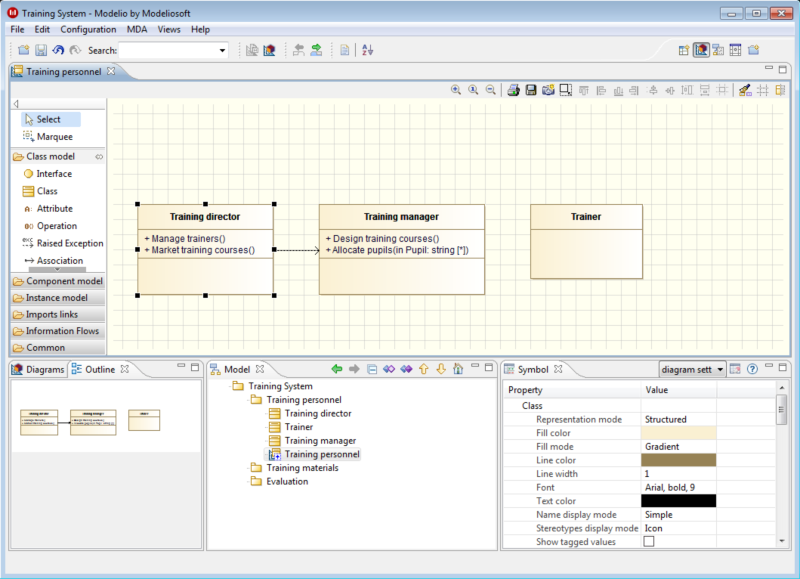 Training System - Modelio by Modeliosoft
File Edit Configuration MDA Views Help
Search:
Training personnel
Select
Marquee
Class model
Interface
Class
Attribute
Operation
Raised Exception
Association
Component model
Instance model
Imports links
Information Flows
Common
Training director
+ Manage trainers()
+ Market training courses()
Training manager
+ Design training courses()
+ Allocate pupils(in Pupil: string [*])
Trainer
Diagrams Outline
Model
Training System
Training personnel
Training director
Trainer
Training manager
Training personnel
Training materials
Evaluation
Symbol diagram sett
Property Value
Class
Representation mode Structured
Fill color
Fill mode Gradient
Line color
Line width 1
Font Arial, bold, 9
Text color
Name display mode Simple
Stereotypes display mode Icon
Show tagged values